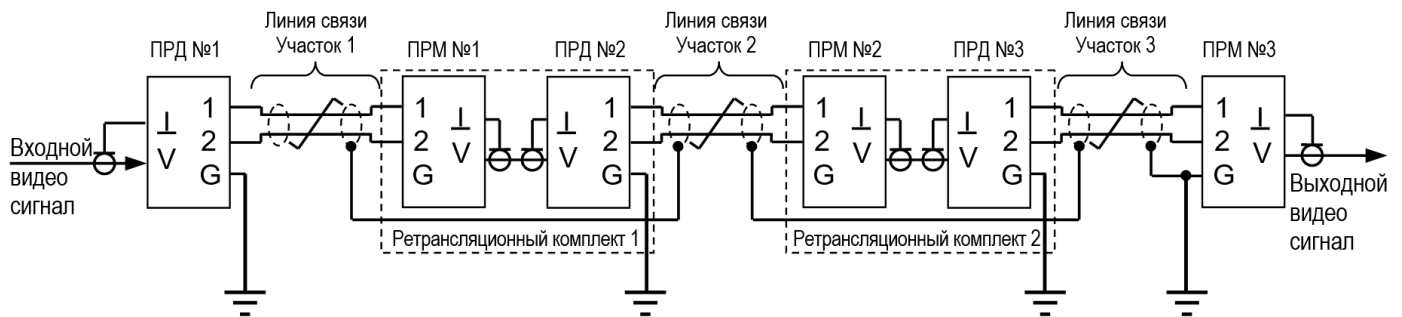 Линия связи
Участок 1
Линия связи
Участок 2
Линия связи
Участок 3
ПРД №1
ПРМ №1
ПРД №2
ПРМ №2
ПРД №3
ПРМ №3
Входной
видео
сигнал
⊥
V
1
2
G
1
2
G
⊥
V
⊥
V
1
2
G
1
2
G
⊥
V
⊥
V
1
2
G
1
2
G
⊥
V
Выходной
видео
сигнал
Ретрансляционный комплект 1
Ретрансляционный комплект 2